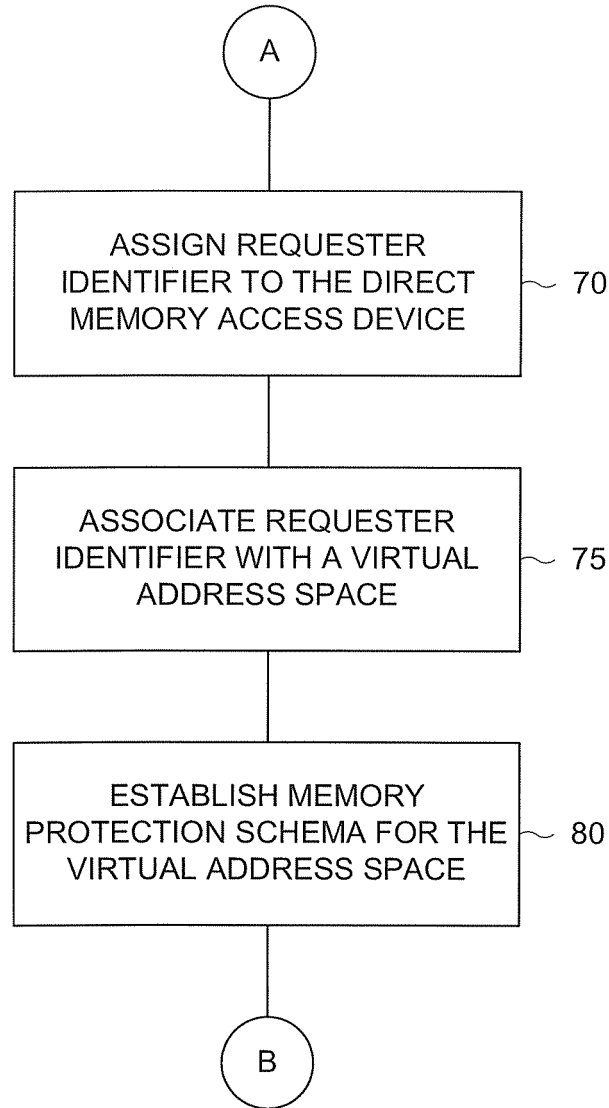 A
ASSIGN REQUESTER
IDENTIFIER TO THE DIRECT
MEMORY ACCESS DEVICE
70
ASSOCIATE REQUESTER
IDENTIFIER WITH A VIRTUAL
ADDRESS SPACE
75
ESTABLISH MEMORY
PROTECTION SCHEMA FOR THE
VIRTUAL ADDRESS SPACE
80
B